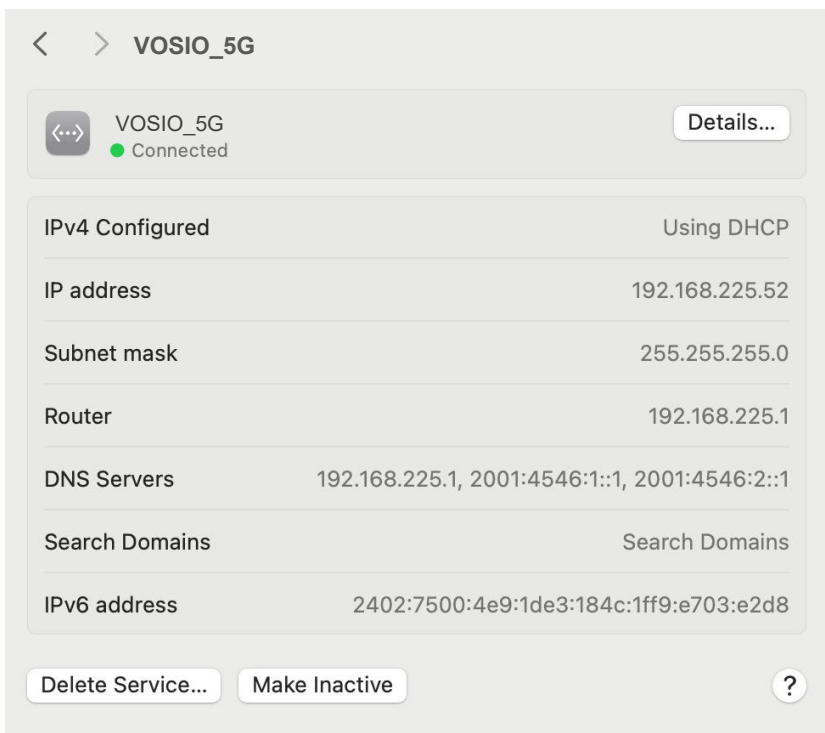 VOSIO_5G
VOSIO_5G
Details...
Connected
IPv4 Configured Using DHCP
IP address 192.168.225.52
Subnet mask 255.255.255.0
Router 192.168.225.1
DNS Servers 192.168.225.1, 2001:4546:1::1, 2001:4546:2::1
Search Domains Search Domains
IPv6 address 2402:7500:4e9:1de3:184c:1ff9:e703:e2d8
Delete Service... Make Inactive ?